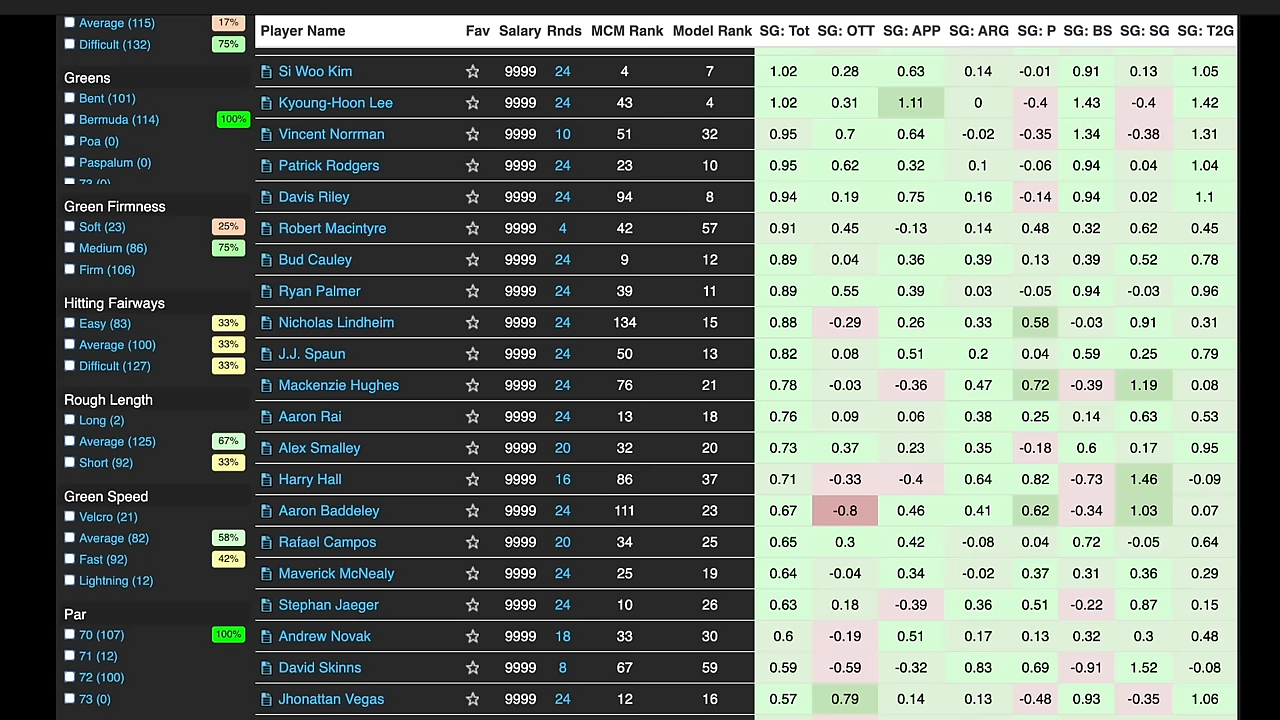 Average (115) 17%
Difficult (132) 75%
Greens
Bent (101)
Bermuda (114) 100%
Poa (0)
Paspalum (0)
73 (0)
Green Firmness
Soft (23) 25%
Medium (86) 75%
Firm (106)
Hitting Fairways
Easy (83) 33%
Average (100) 33%
Difficult (127) 33%
Rough Length
Long (2)
Average (125) 67%
Short (92) 33%
Green Speed
Velcro (21)
Average (82) 58%
Fast (92) 42%
Lightning (12)
Par
70 (107) 100%
71 (12)
72 (100)
73 (0)
Player Name Fav Salary Rnds MCM Rank Model Rank SG: Tot SG: OTT SG: APP SG: ARG SG: P SG: BS SG: SG SG: T2G
Si Woo Kim 9999 24 4 7 1.02 0.28 0.63 0.14 -0.01 0.91 0.13 1.05
Kyoung-Hoon Lee 9999 24 43 4 1.02 0.31 1.11 0 -0.4 1.43 -0.4 1.42
Vincent Norrman 9999 10 51 32 0.95 0.7 0.64 -0.02 -0.35 1.34 -0.38 1.31
Patrick Rodgers 9999 24 23 10 0.95 0.62 0.32 0.1 -0.06 0.94 0.04 1.04
Davis Riley 9999 24 94 8 0.94 0.19 0.75 0.16 -0.14 0.94 0.02 1.1
Robert Macintyre 9999 4 42 57 0.91 0.45 -0.13 0.14 0.48 0.32 0.62 0.45
Bud Cauley 9999 24 9 12 0.89 0.04 0.36 0.39 0.13 0.39 0.52 0.78
Ryan Palmer 9999 24 39 11 0.89 0.55 0.39 0.03 -0.05 0.94 -0.03 0.96
Nicholas Lindheim 9999 24 134 15 0.88 -0.29 0.26 0.33 0.58 -0.03 0.91 0.31
J.J. Spaun 9999 24 50 13 0.82 0.08 0.51 0.2 0.04 0.59 0.25 0.79
Mackenzie Hughes 9999 24 76 21 0.78 -0.03 -0.36 0.47 0.72 -0.39 1.19 0.08
Aaron Rai 9999 24 13 18 0.76 0.09 0.06 0.38 0.25 0.14 0.63 0.53
Alex Smalley 9999 20 32 20 0.73 0.37 0.23 0.35 -0.18 0.6 0.17 0.95
Harry Hall 9999 16 86 37 0.71 -0.33 -0.4 0.64 0.82 -0.73 1.46 -0.09
Aaron Baddeley 9999 24 111 23 0.67 -0.8 0.46 0.41 0.62 -0.34 1.03 0.07
Rafael Campos 9999 20 34 25 0.65 0.3 0.42 -0.08 0.04 0.72 -0.05 0.64
Maverick McNealy 9999 24 25 19 0.64 -0.04 0.34 -0.02 0.37 0.31 0.36 0.29
Stephan Jaeger 9999 24 10 26 0.63 0.18 -0.39 0.36 0.51 -0.22 0.87 0.15
Andrew Novak 9999 18 33 30 0.6 -0.19 0.51 0.17 0.13 0.32 0.3 0.48
David Skinns 9999 8 67 59 0.59 -0.59 -0.32 0.83 0.69 -0.91 1.52 -0.08
Jhonattan Vegas 9999 24 12 16 0.57 0.79 0.14 0.13 -0.48 0.93 -0.35 1.06